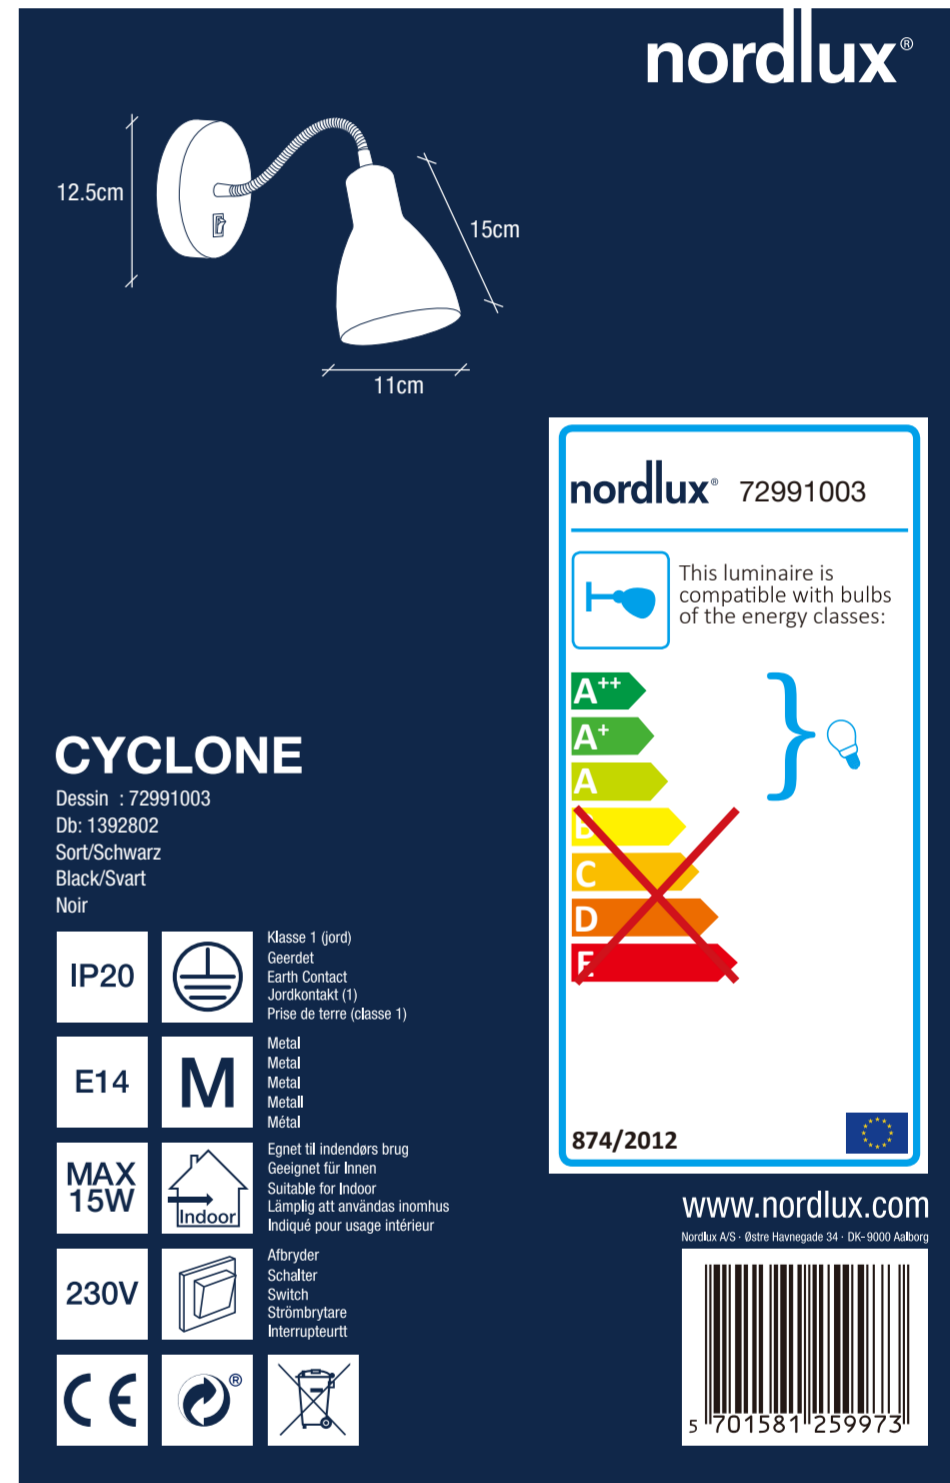 nordlux®
12.5cm
15cm
11cm
nordlux® 72991003
This luminaire is
compatible with bulbs
of the energy classes:
A++
A+
A
B
C
D
E
874/2012
CYCLONE
Dessin : 72991003
Db: 1392802
Sort/Schwarz
Black/Svart
Noir
IP20
Klasse 1 (jord)
Geerdet
Earth Contact
Jordkontakt (1)
Prise de terre (classe 1)
E14
M
Metal
Metal
Metal
Metall
Métal
MAX
15W
Indoor
Egnet til indendørs brug
Geeignet für Innen
Suitable for Indoor
Lämplig att användas inomhus
Indiqué pour usage intérieur
230V
Afbryder
Schalter
Switch
Strömbrytare
Interrupteurtt
CE
®
www.nordlux.com
Nordlux A/S · Østre Havnegade 34 · DK-9000 Aalborg
5 701581 259973